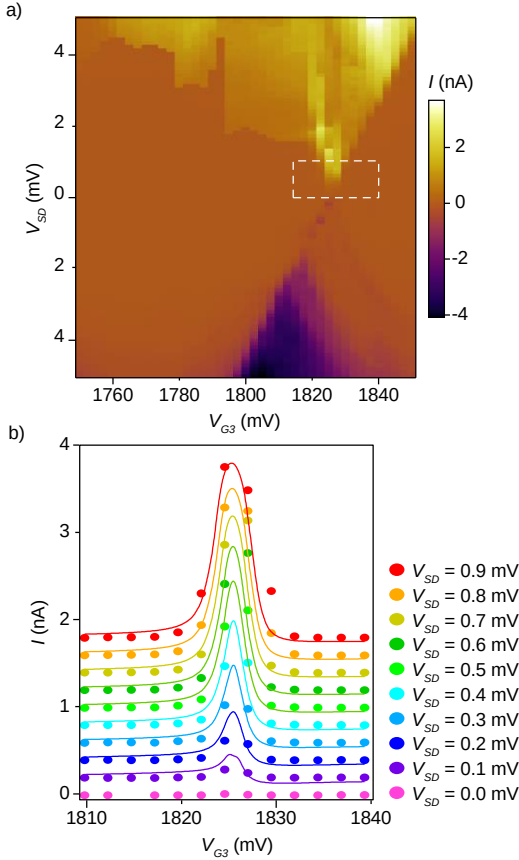 a)
I (nA)
4
2
0
2
4
V_SD (mV)
2
0
-2
-4
1760 1780 1800 1820 1840
V_G3 (mV)
b)
4
3
2
1
0
I (nA)
V_SD = 0.9 mV
V_SD = 0.8 mV
V_SD = 0.7 mV
V_SD = 0.6 mV
V_SD = 0.5 mV
V_SD = 0.4 mV
V_SD = 0.3 mV
V_SD = 0.2 mV
V_SD = 0.1 mV
V_SD = 0.0 mV
1810 1820 1830 1840
V_G3 (mV)